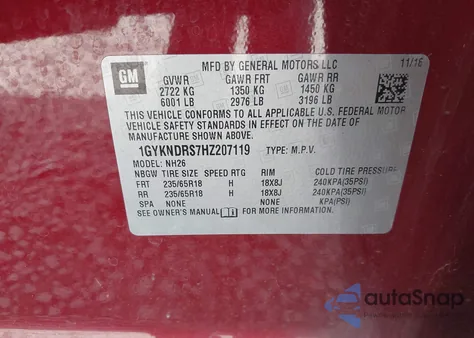 GM
MFD BY GENERAL MOTORS LLC
11/16
GVWR GAWR FRT GAWR RR
2722 KG 1350 KG 1450 KG
6001 LB 2976 LB 3196 LB
THIS VEHICLE CONFORMS TO ALL APPLICABLE U.S. FEDERAL MOTOR
VEHICLE SAFETY STANDARDS IN EFFECT ON THE DATE OF
MANUFACTURE SHOWN ABOVE.
1GYKNDRS7HZ207119 TYPE: M.P.V.
MODEL: NH26
NBGW TIRE SIZE SPEED RTG RIM COLD TIRE PRESSURE
FRT 235/65R18 H 18X8J 240KPA(35PSI)
RR 235/65R18 H 18X8J 240KPA(35PSI)
SPA NONE NONE KPA(PSI)
SEE OWNER'S MANUAL FOR MORE INFORMATION
autoSnap